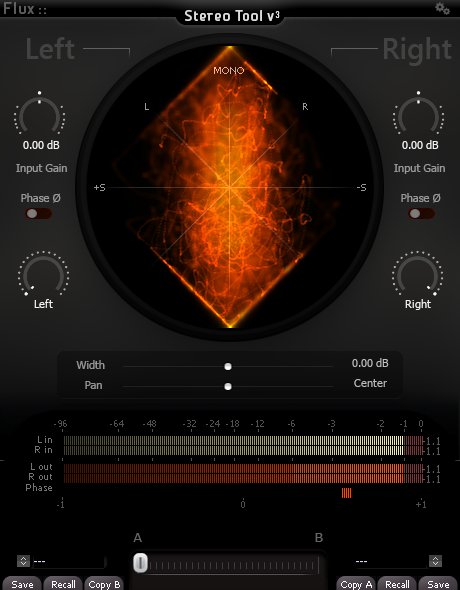 Flux::
Stereo Tool v3
Left
Right
MONO
L
R
+S
-S
0.00 dB
0.00 dB
Input Gain
Input Gain
Phase Ø
Phase Ø
Left
Right
Width
0.00 dB
Pan
Center
-96 -64 -48 -32 -24 -18 -12 -6 -3 -2 -1 0
L in
-1.1
R in
-1.1
L out
-1.1
R out
-1.1
Phase
-1 0 +1
A
B
---
---
Save Recall Copy B
Copy A Recall Save